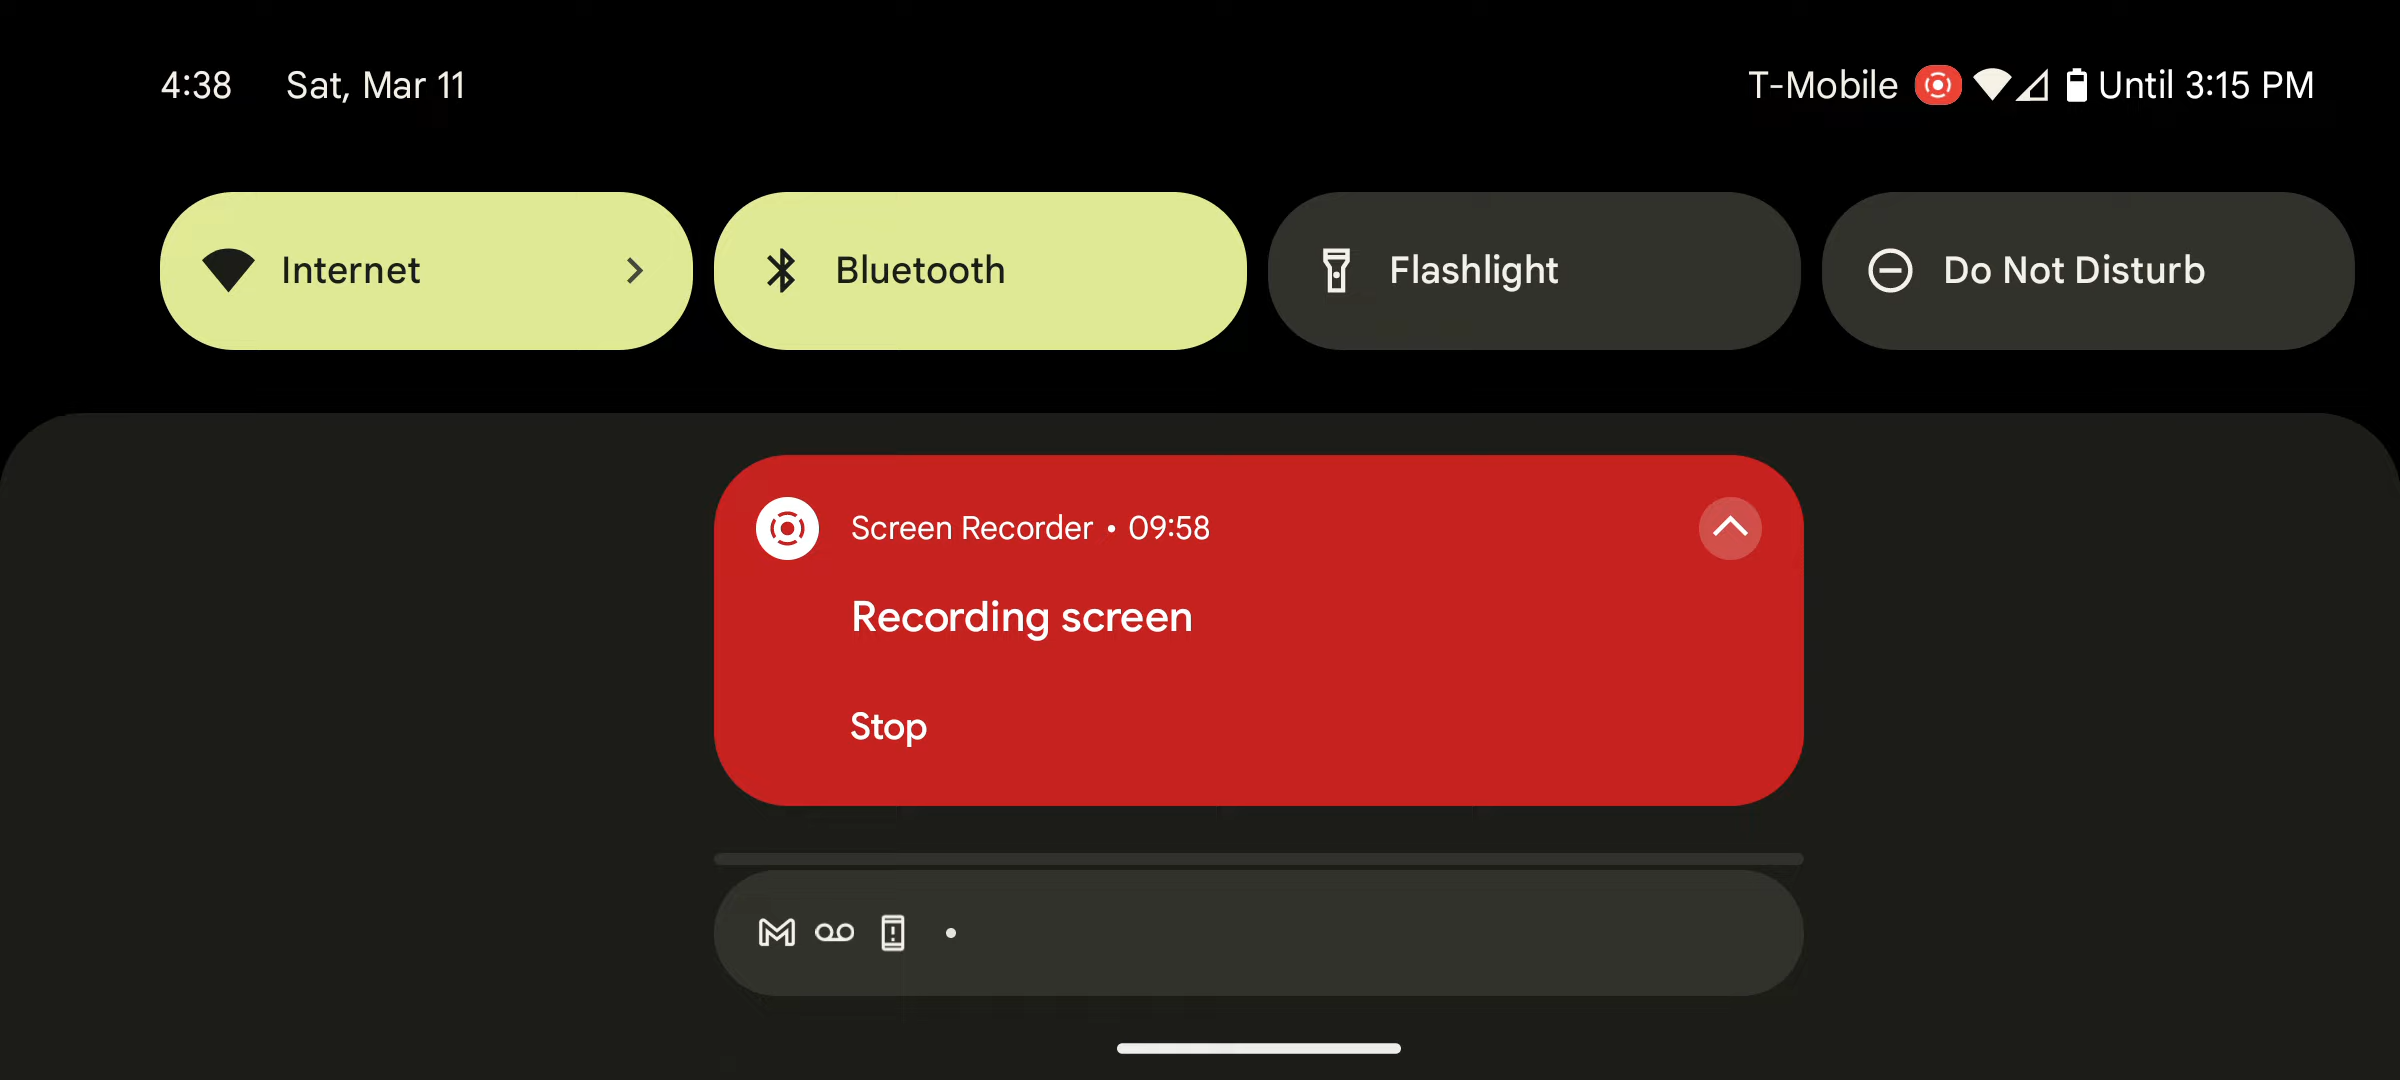 4:38 Sat, Mar 11 T-Mobile Until 3:15 PM
Internet Bluetooth Flashlight Do Not Disturb
Screen Recorder • 09:58
Recording screen
Stop